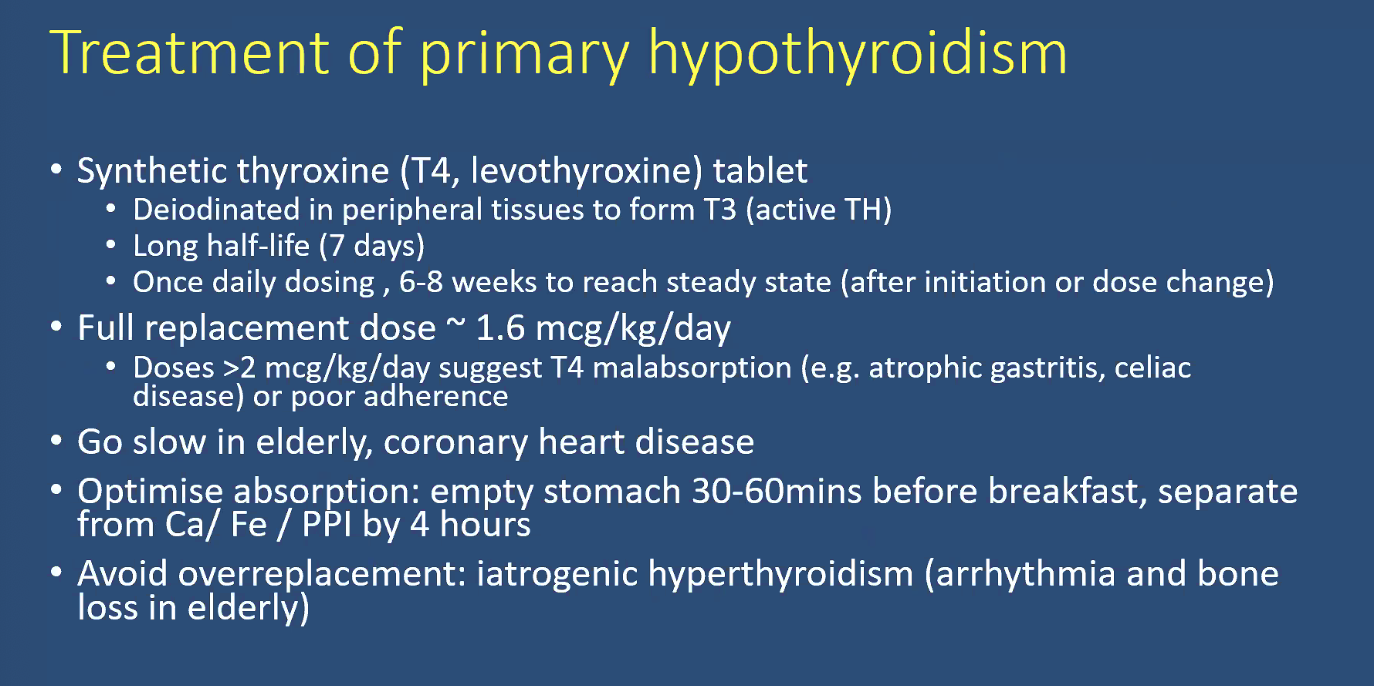 Treatment of primary hypothyroidism
• Synthetic thyroxine (T4, levothyroxine) tablet
• Deiodinated in peripheral tissues to form T3 (active TH)
• Long half-life (7 days)
• Once daily dosing , 6-8 weeks to reach steady state (after initiation or dose change)
• Full replacement dose ~ 1.6 mcg/kg/day
• Doses >2 mcg/kg/day suggest T4 malabsorption (e.g. atrophic gastritis, celiac
disease) or poor adherence
• Go slow in elderly, coronary heart disease
• Optimise absorption: empty stomach 30-60mins before breakfast, separate
from Ca/ Fe / PPI by 4 hours
• Avoid overreplacement: iatrogenic hyperthyroidism (arrhythmia and bone
loss in elderly)